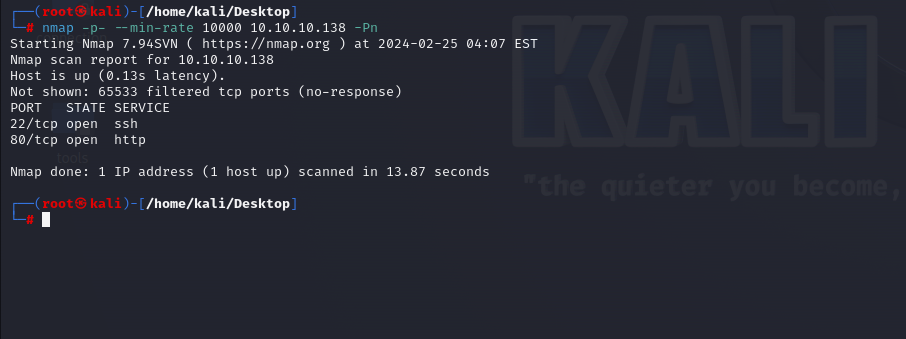 ┌──(root㉿kali)-[/home/kali/Desktop]
└─# nmap -p- --min-rate 10000 10.10.10.138 -Pn
Starting Nmap 7.94SVN ( https://nmap.org ) at 2024-02-25 04:07 EST
Nmap scan report for 10.10.10.138
Host is up (0.13s latency).
Not shown: 65533 filtered tcp ports (no-response)
PORT   STATE SERVICE
22/tcp open  ssh
80/tcp open  http
tools
Nmap done: 1 IP address (1 host up) scanned in 13.87 seconds
┌──(root㉿kali)-[/home/kali/Desktop]
└─#
KALI
"the quieter you become,